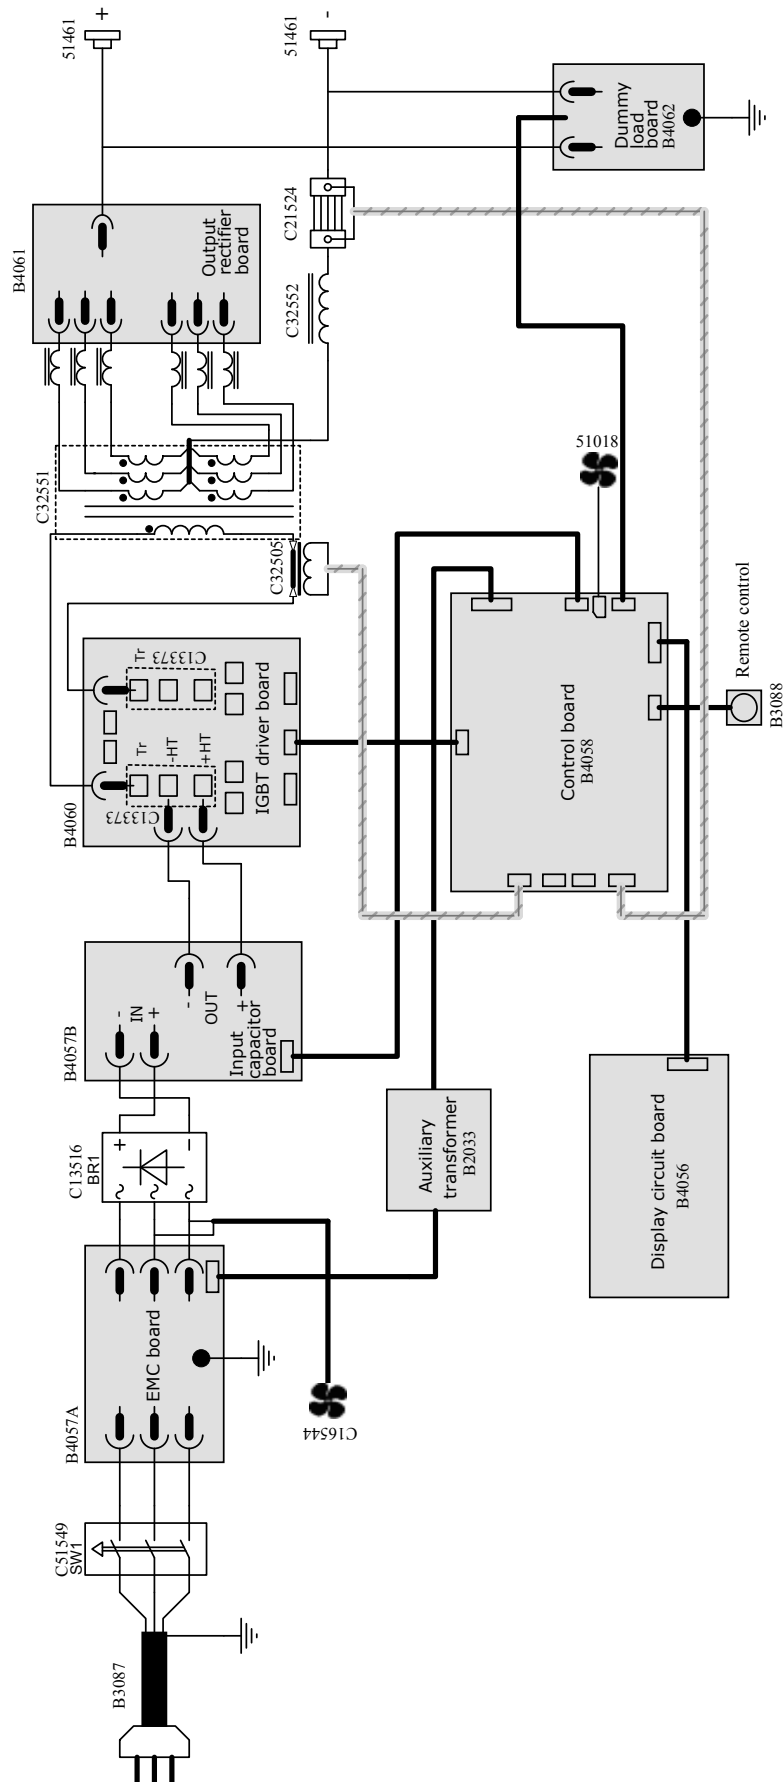 +
-
51461
51461
Dummy
load
board
B4062
C21524
Output
rectifier
board
B4061
C32552
51018
C32551
C32505
Tr
C13373
Remote control
B3088
IGBT driver board
Control board
B4058
Tr
-HT
+HT
C13373
B4060
-
IN
+
-
OUT
+
Input
capacitor
board
B4057B
Auxiliary
transformer
B2033
+
-
C13516
BR1
Display circuit board
B4056
EMC board
B4057A
C16544
C51549
SW1
B3087